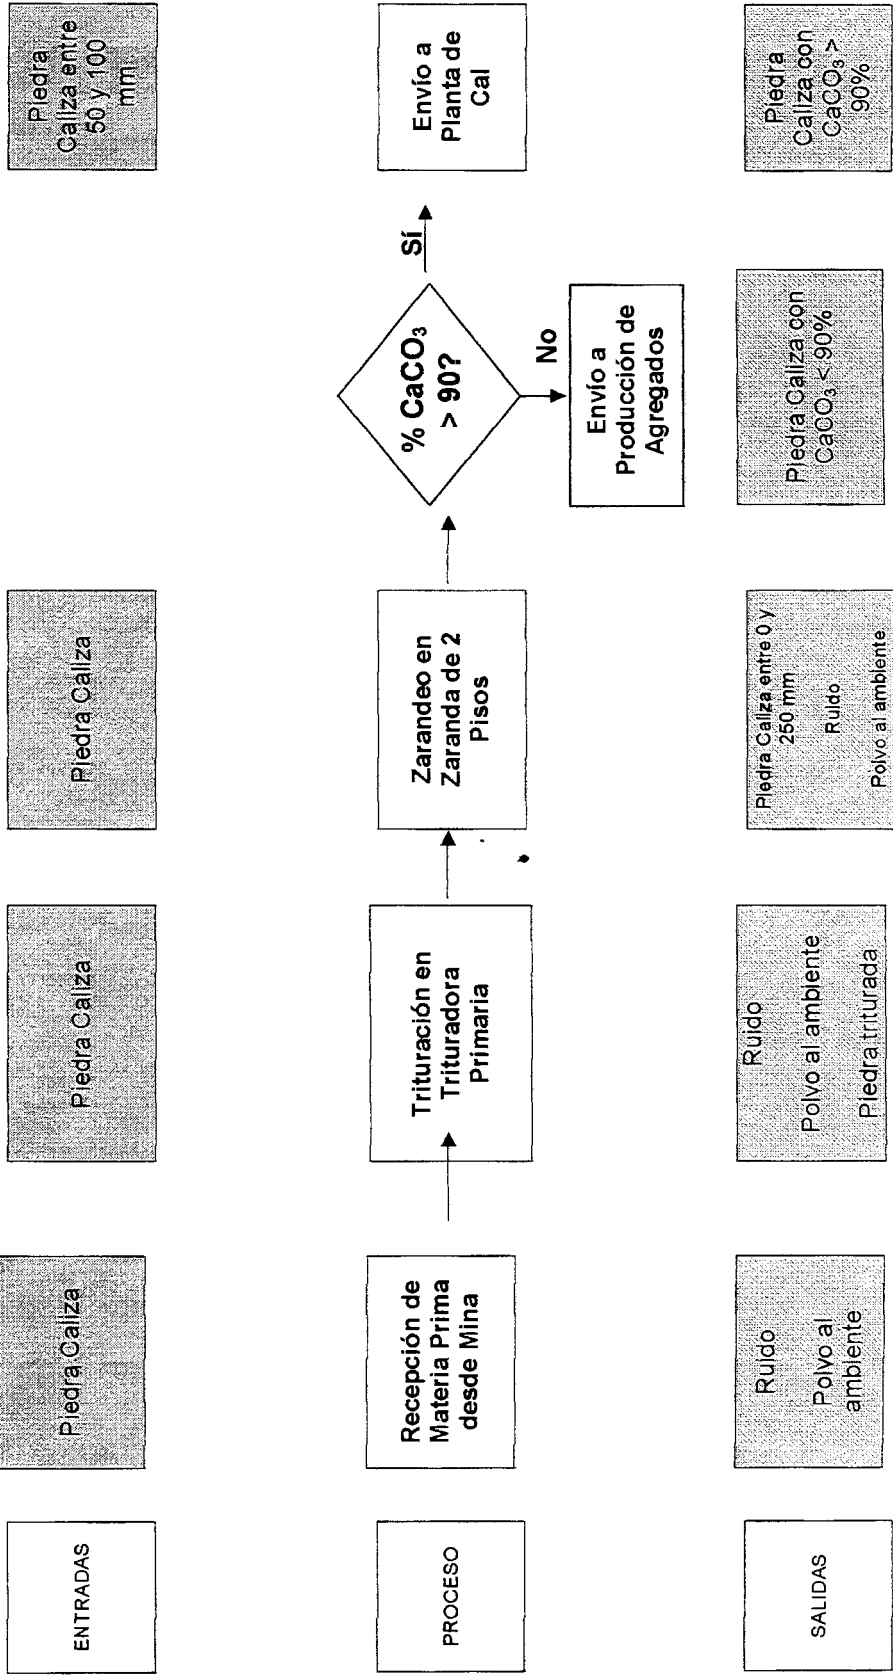 ENTRADAS
Piedra Caliza
Piedra Caliza
Piedra Caliza
Piedra
Caliza entre
50 y 100
mm
PROCESO
Recepción de
Materia Prima
desde Mina
Trituración en
Trituradora
Primaria
Zarandeo en
Zaranda de 2
Pisos
% CaCO₃
> 90?
Sí
No
Envío a
Planta de
Cal
Envío a
Producción de
Agregados
SALIDAS
Ruido
Polvo al
ambiente
Ruido
Polvo al ambiente
Piedra triturada
Piedra Caliza entre 0 y
250 mm
Ruido
Polvo al ambiente
Piedra Caliza con
CaCO₃ < 90%
Piedra
Caliza con
CaCO₃ >
90%